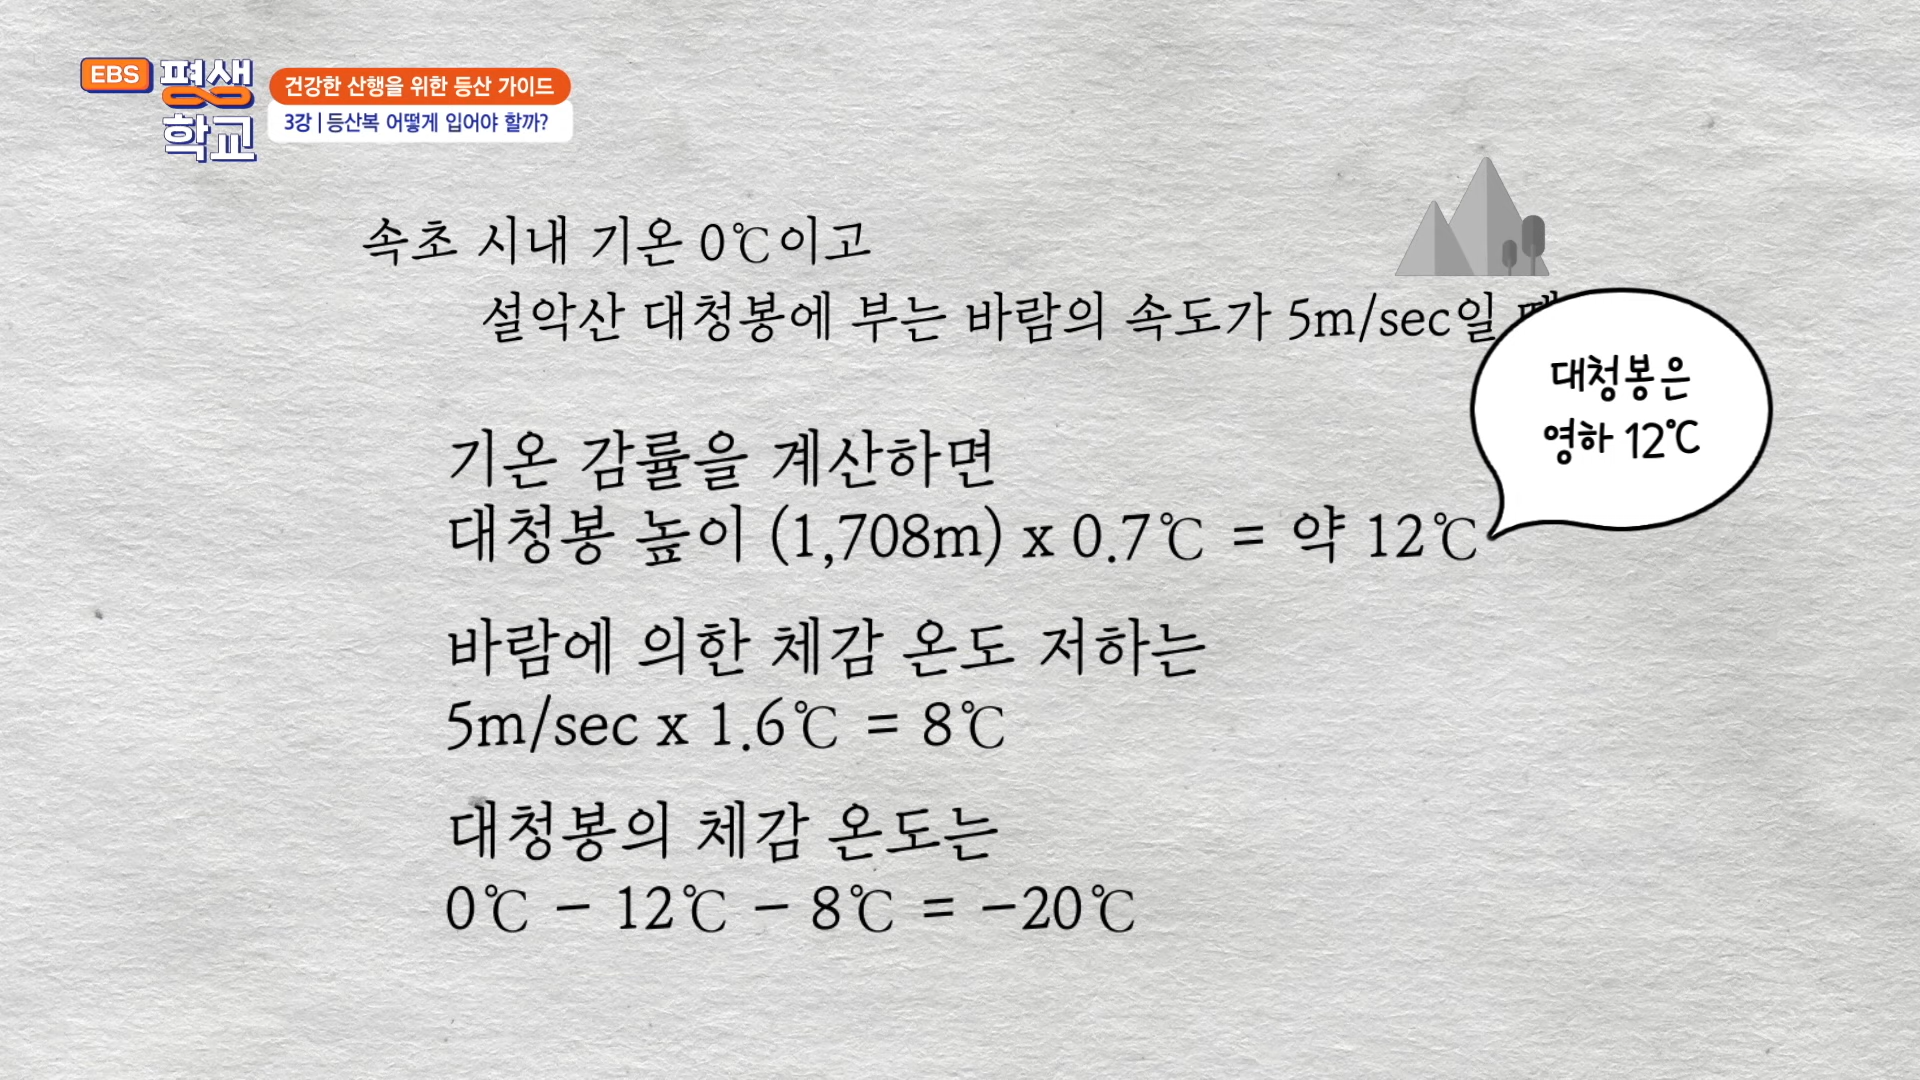 EBS 평생
학교
건강한 산행을 위한 등산 가이드
3강 | 등산복 어떻게 입어야 할까?
속초 시내 기온 0℃이고
설악산 대청봉에 부는 바람의 속도가 5m/sec일
대청봉은
영하 12℃
기온 감률을 계산하면
대청봉 높이 (1,708m) x 0.7℃ = 약 12℃
바람에 의한 체감 온도 저하는
5m/sec x 1.6℃ = 8℃
대청봉의 체감 온도는
0℃ − 12℃ − 8℃ = −20℃